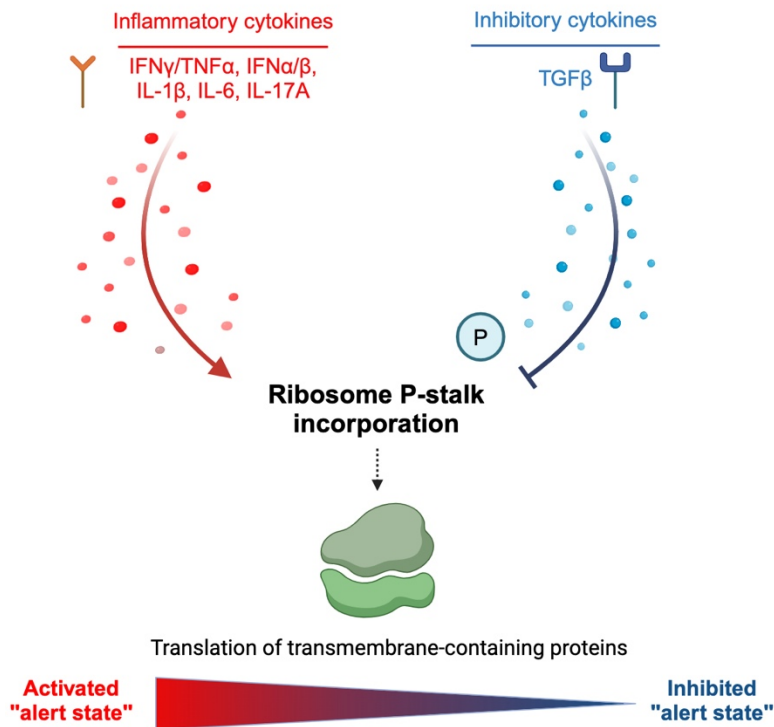 Inflammatory cytokines
IFNγ/TNFα, IFNα/β,
IL-1β, IL-6, IL-17A
Inhibitory cytokines
TGFβ
P
Ribosome P-stalk
incorporation
Translation of transmembrane-containing proteins
Activated
"alert state"
Inhibited
"alert state"